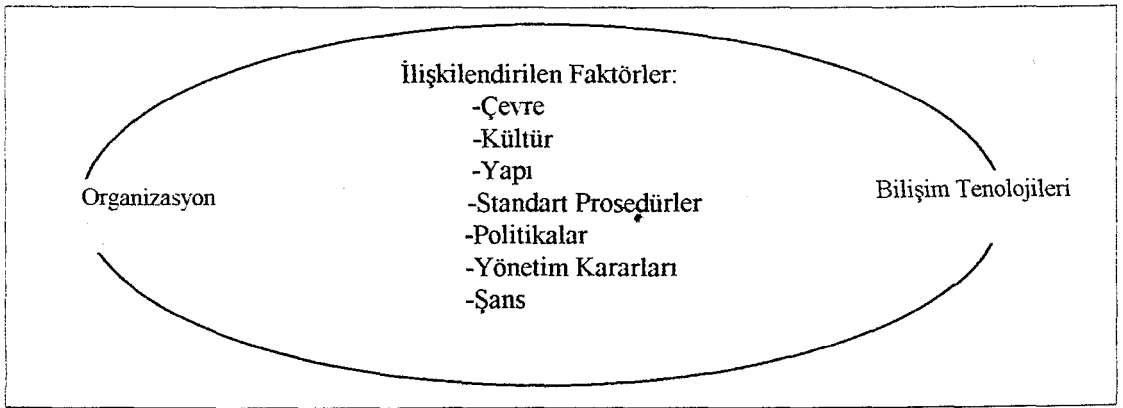 İlişkilendirilen Faktörler:
-Çevre
-Kültür
-Yapı
-Standart Prosedürler
-Politikalar
-Yönetim Kararları
-Şans
Organizasyon
Bilişim Tenolojileri